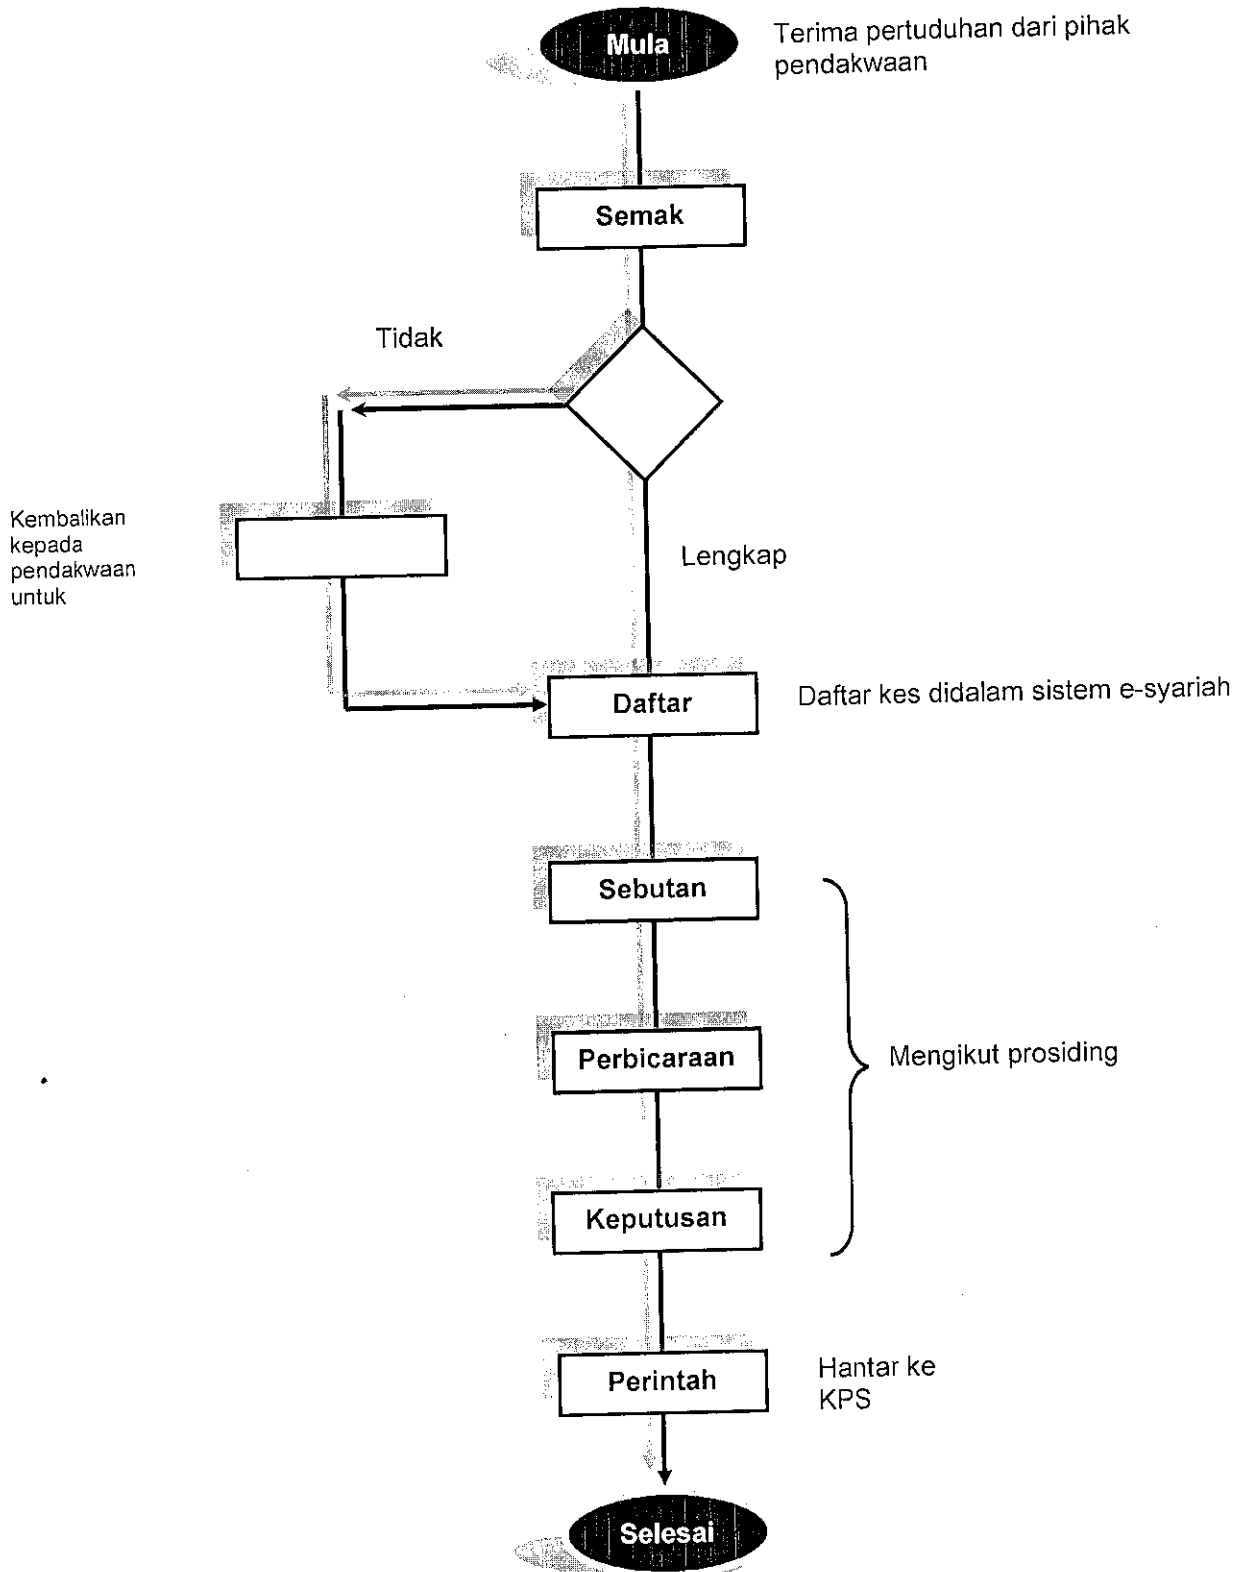 Mula
Terima pertuduhan dari pihak
pendakwaan
Semak
Tidak
Kembalikan
kepada
pendakwaan
untuk
Lengkap
Daftar
Daftar kes didalam sistem e-syariah
Sebutan
Perbicaraan
Mengikut prosiding
Keputusan
Perintah
Hantar ke
KPS
Selesai